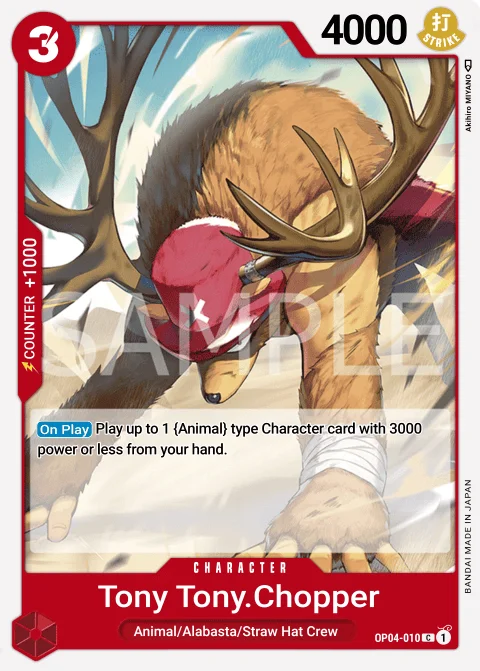 3
4000
打
STRIKE
Akihiro MIYANO
COUNTER +1000
SAMPLE
On Play Play up to 1 {Animal} type Character card with 3000
power or less from your hand.
BANDAI MADE IN JAPAN
CHARACTER
Tony Tony.Chopper
Animal/Alabasta/Straw Hat Crew
OP04-010 C 1